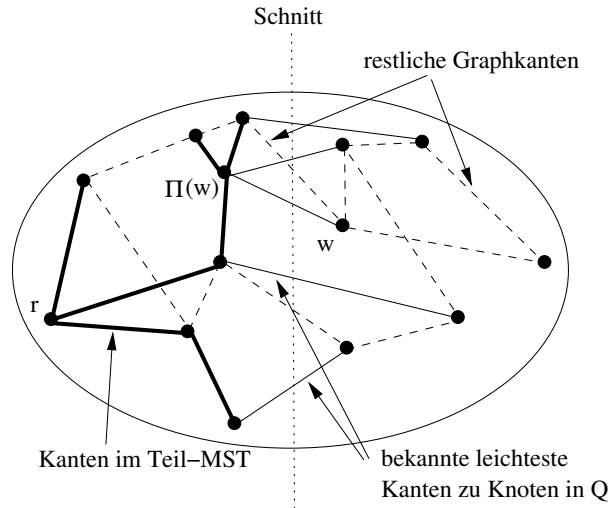 Schnitt
restliche Graphkanten
Π(w)
w
r
Kanten im Teil−MST
bekannte leichteste
Kanten zu Knoten in Q